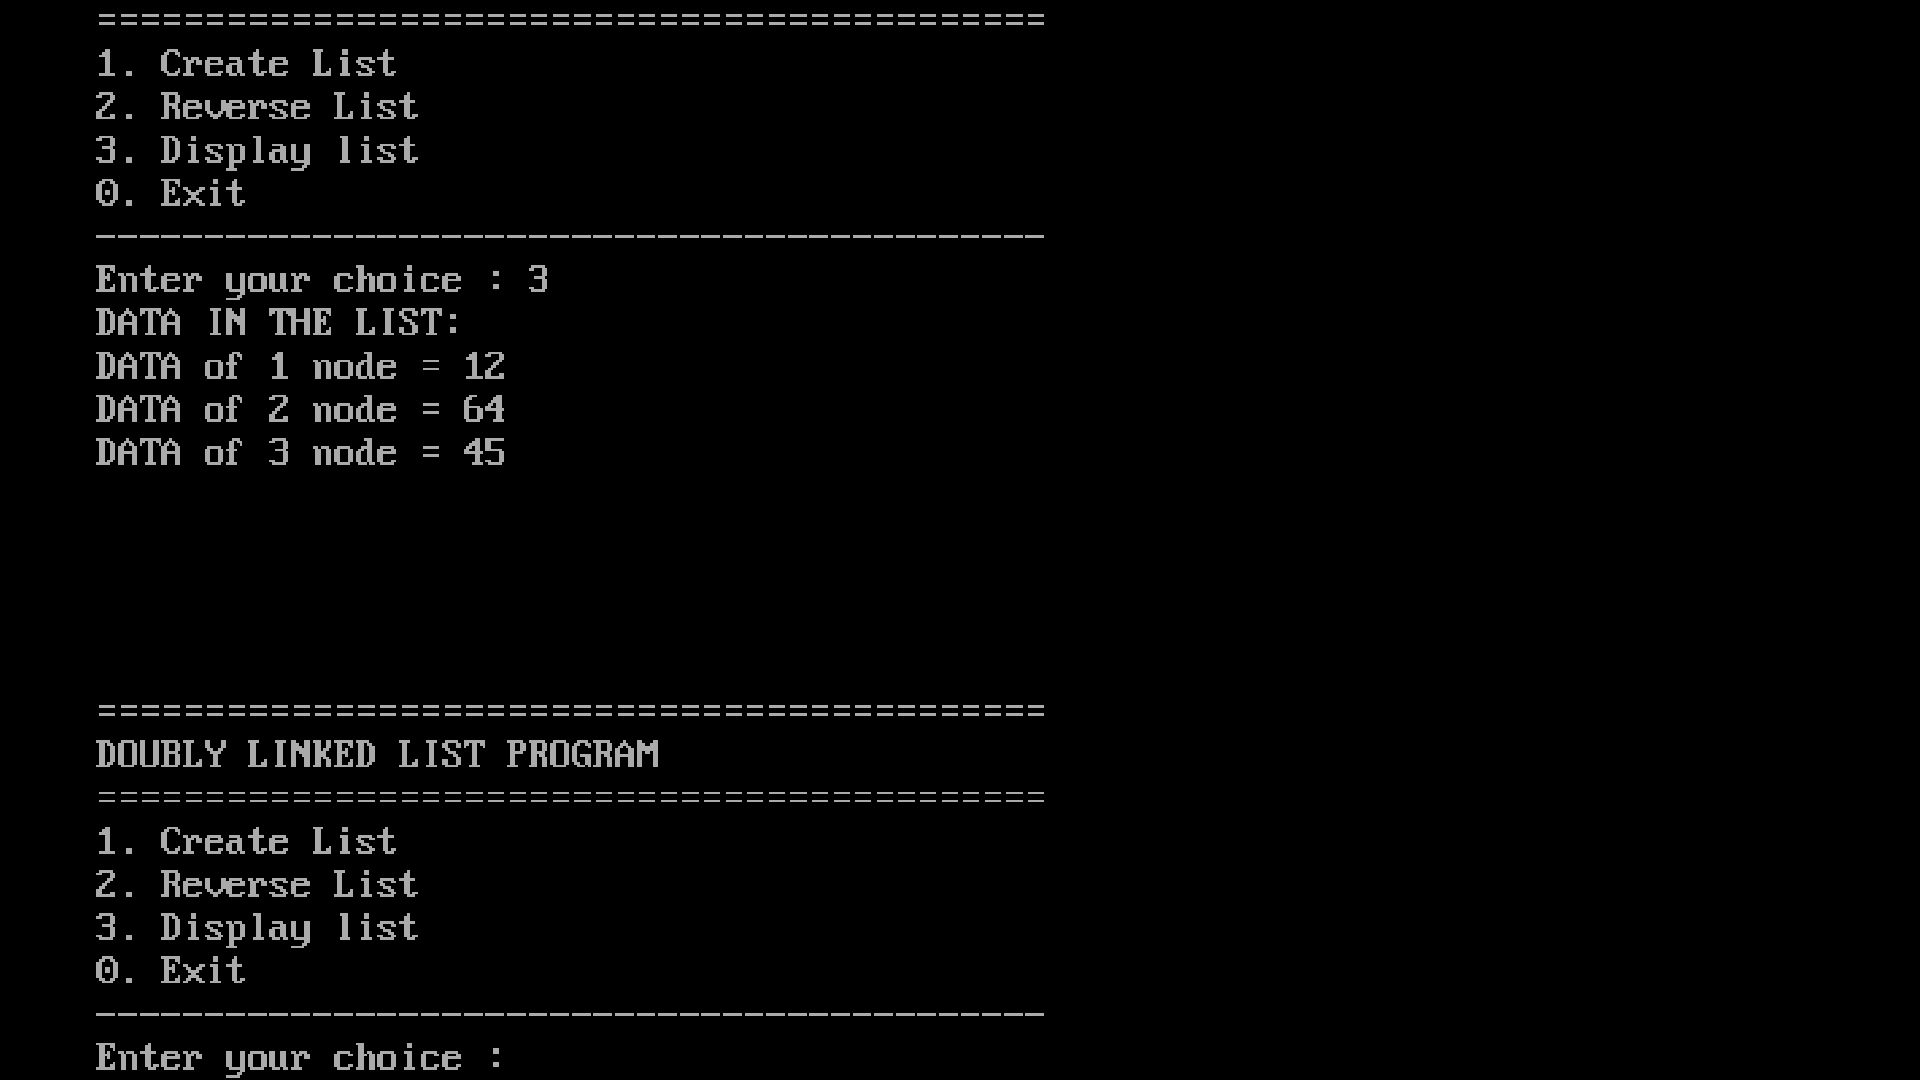 ============================================
1. Create List
2. Reverse List
3. Display list
0. Exit
--------------------------------------------
Enter your choice : 3
DATA IN THE LIST:
DATA of 1 node = 12
DATA of 2 node = 64
DATA of 3 node = 45
============================================
DOUBLY LINKED LIST PROGRAM
============================================
1. Create List
2. Reverse List
3. Display list
0. Exit
--------------------------------------------
Enter your choice :